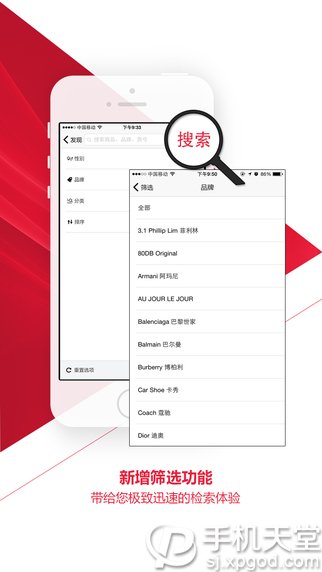 中国移动 下午9:33
发现 搜索商品、品牌、货号
搜索
性别
品牌
分类
排序
重置选项
中国移动 下午9:50 86%
筛选 品牌
全部
3.1 Phillip Lim 菲利林
80DB Original
Armani 阿玛尼
AU JOUR LE JOUR
Balenciaga 巴黎世家
Balmain 巴尔曼
Burberry 博柏利
Car Shoe 卡秀
Coach 蔻驰
Dior 迪奥
新增筛选功能
带给您极致迅速的检索体验
手机天堂
sj.xpgod.com